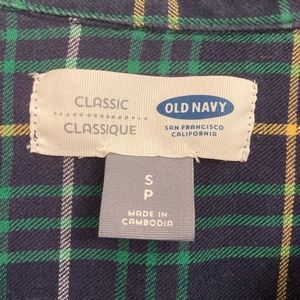 CLASSIC
CLASSIQUE
OLD NAVY
SAN FRANCISCO
CALIFORNIA
S
P
MADE IN
CAMBODIA